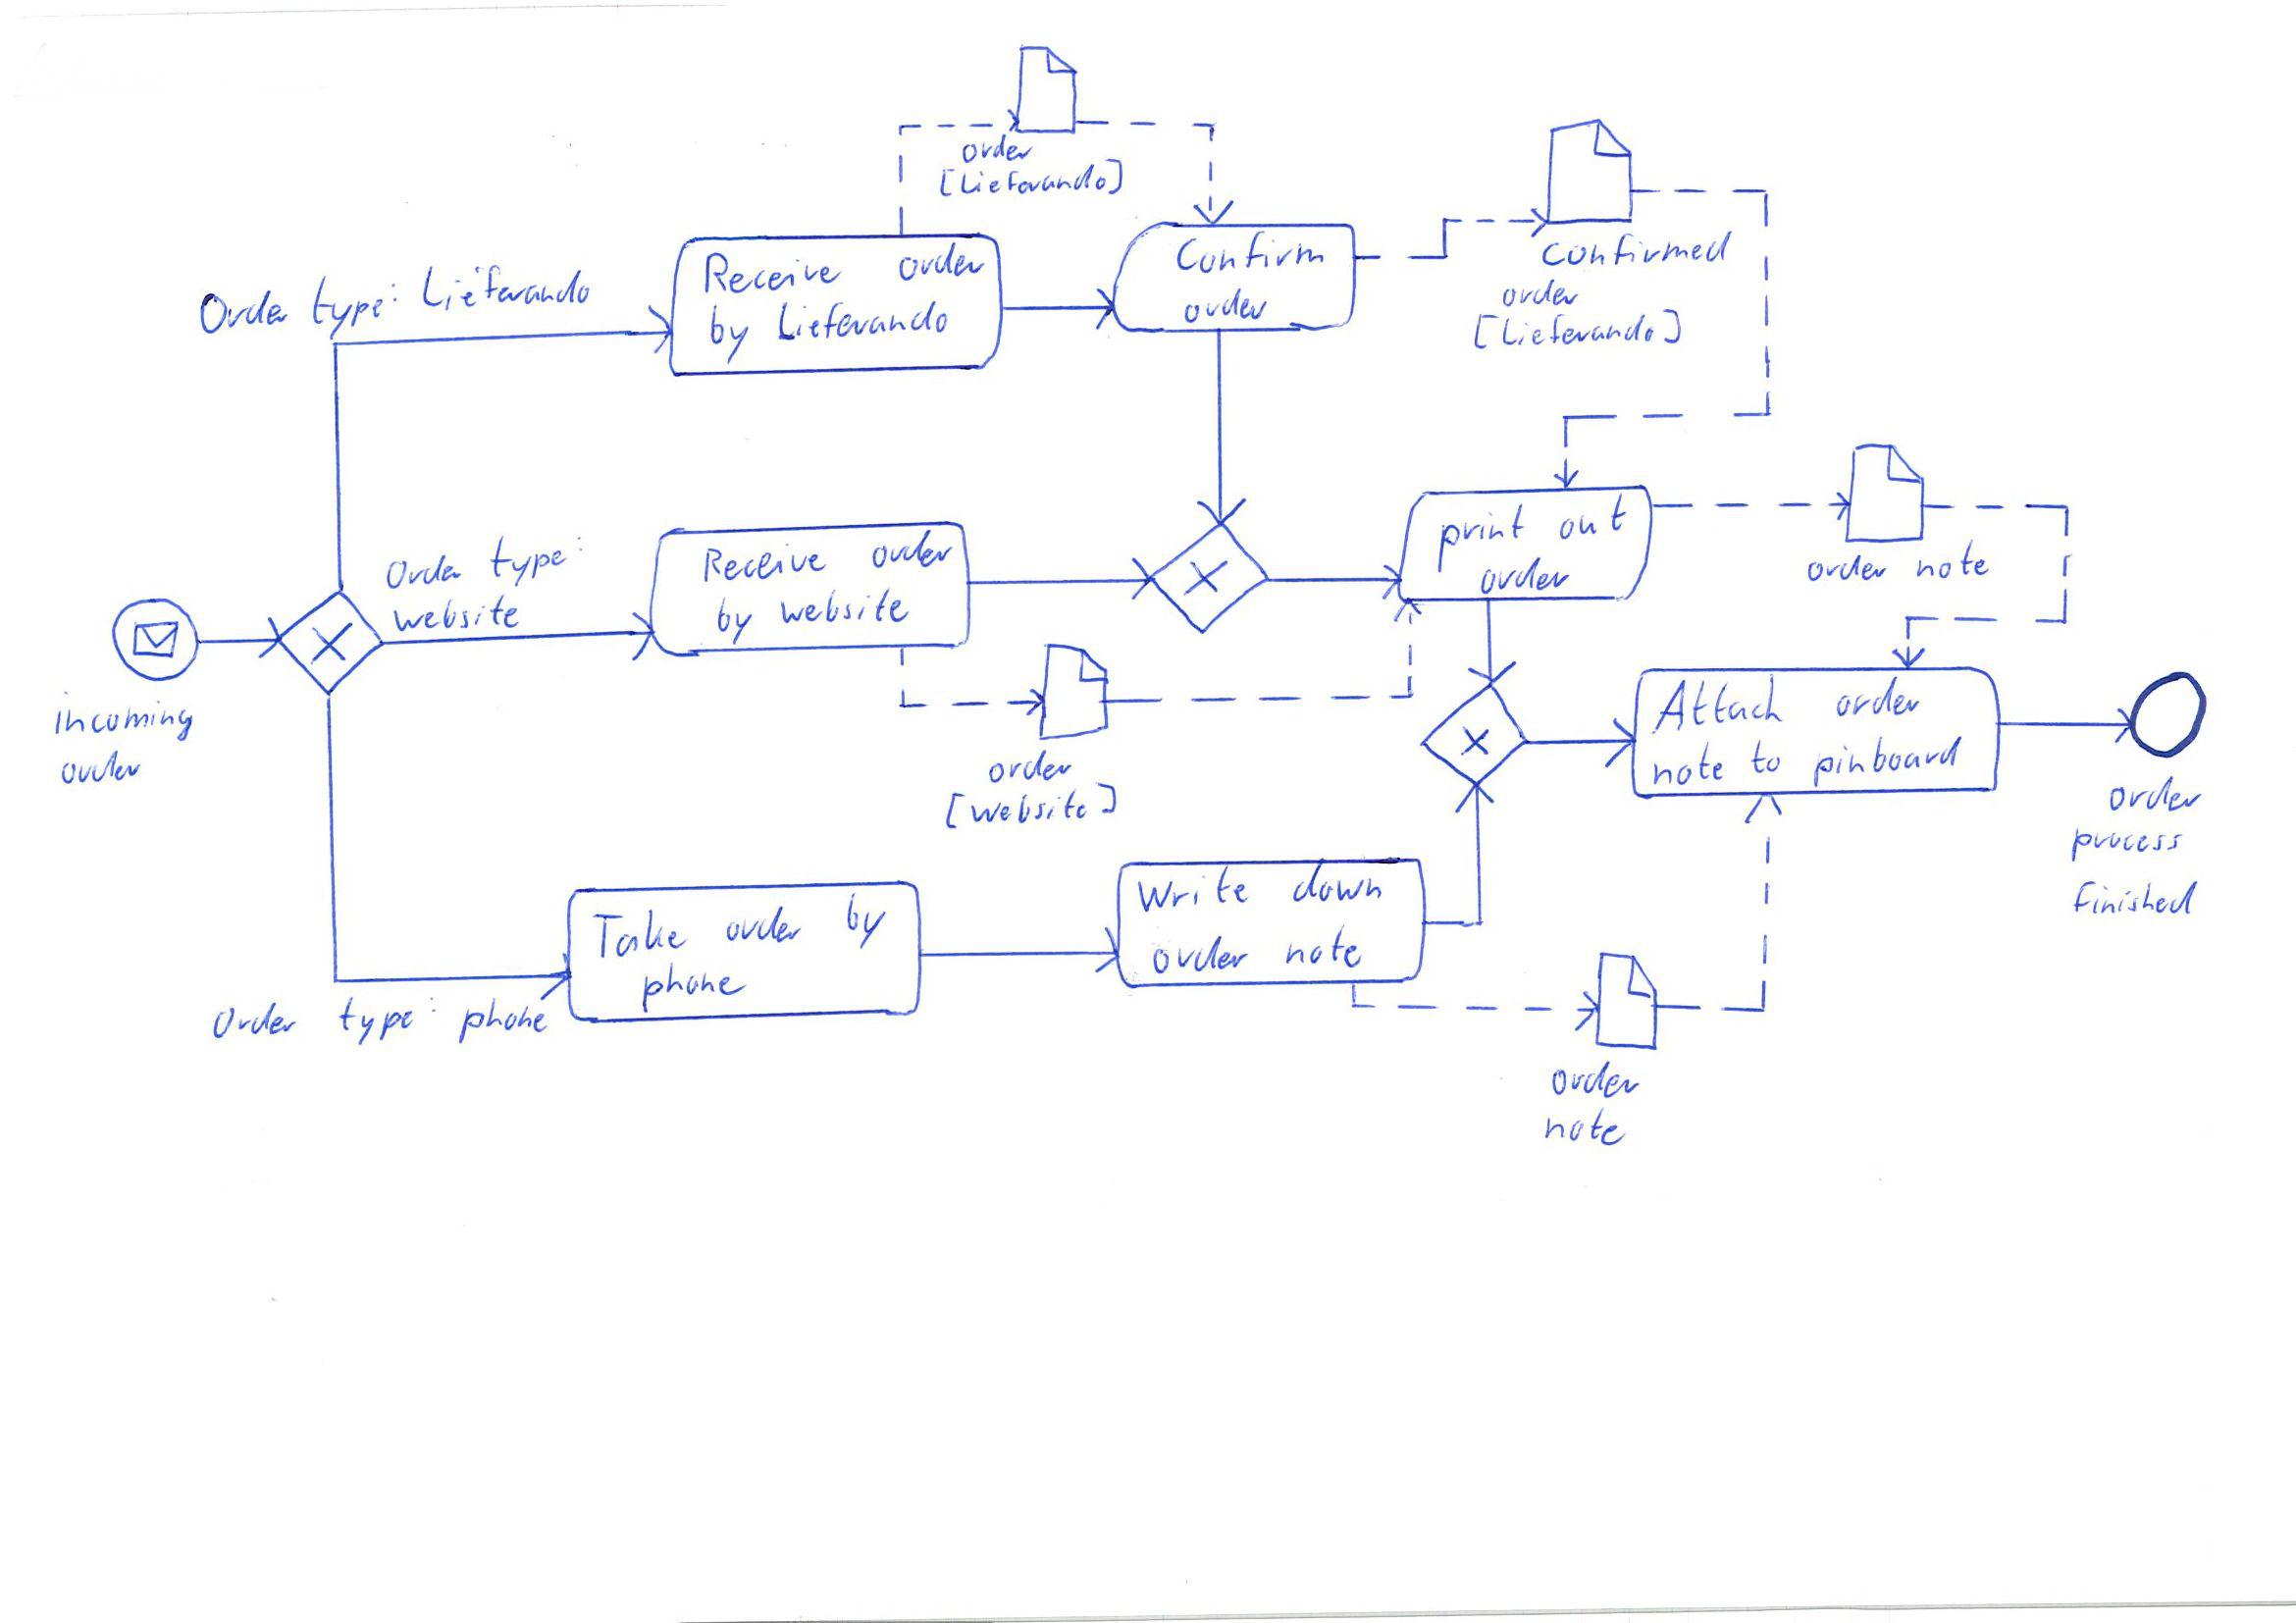 order
[Lieferando]
Confirmed
order
[Lieferando]
Order type: Lieferando
Receive order
by Lieferando
Confirm
order
Order type:
website
Receive order
by website
print out
order
order note
Incoming
order
order
[website]
Attach order
note to pinboard
order
process
finished
Take order by
phone
Write down
order note
Order type: phone
order
note